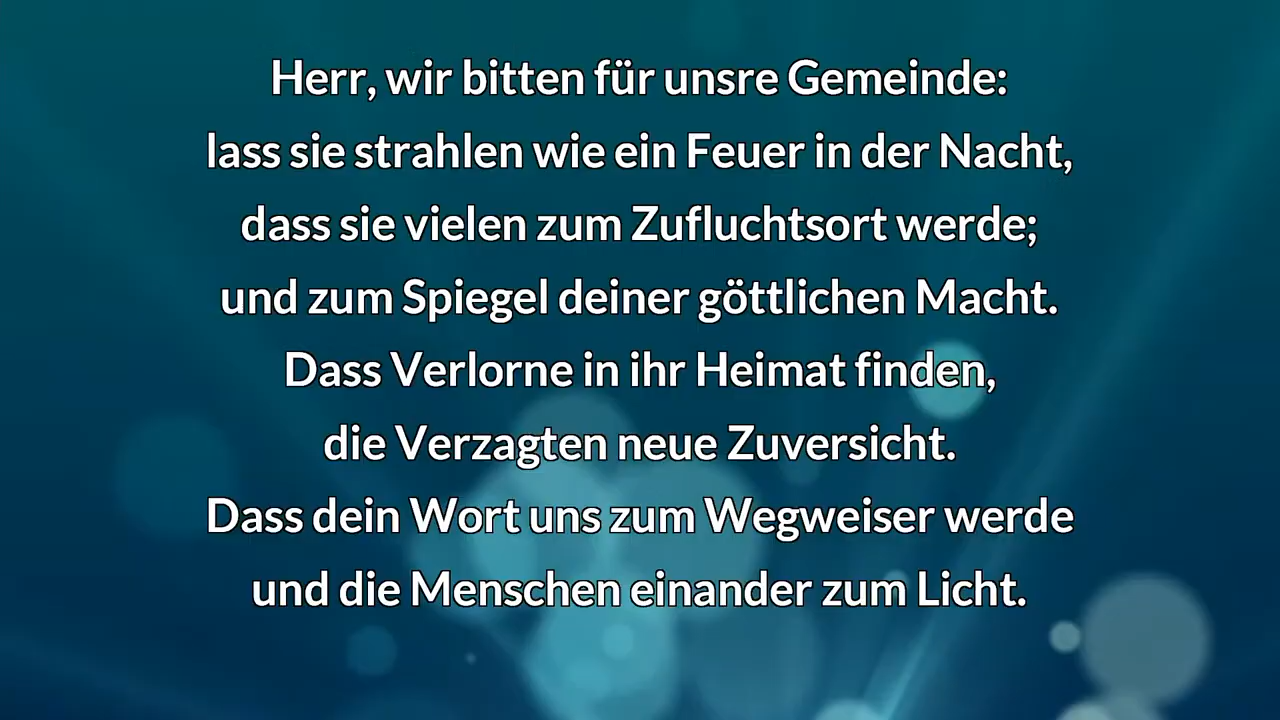 Herr, wir bitten für unsre Gemeinde:
lass sie strahlen wie ein Feuer in der Nacht,
dass sie vielen zum Zufluchtsort werde;
und zum Spiegel deiner göttlichen Macht.
Dass Verlorne in ihr Heimat finden,
die Verzagten neue Zuversicht.
Dass dein Wort uns zum Wegweiser werde
und die Menschen einander zum Licht.